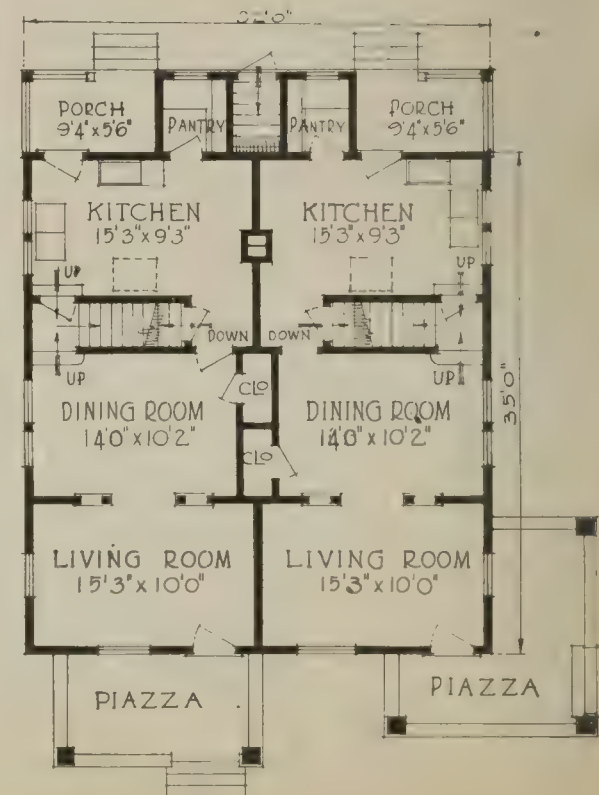 PORCH
9'4"x5'6"
PANTRY
PANTRY
PORCH
9'4"x5'6"
KITCHEN
15'3"x9'3"
KITCHEN
15'3"x9'3"
UP
UP
DOWN
DOWN
UP
UP
CLO
DINING ROOM
14'0"x10'2"
DINING ROOM
14'0"x10'2"
CLO
35'0"
LIVING ROOM
15'3"x10'0"
LIVING ROOM
15'3"x10'0"
PIAZZA
PIAZZA